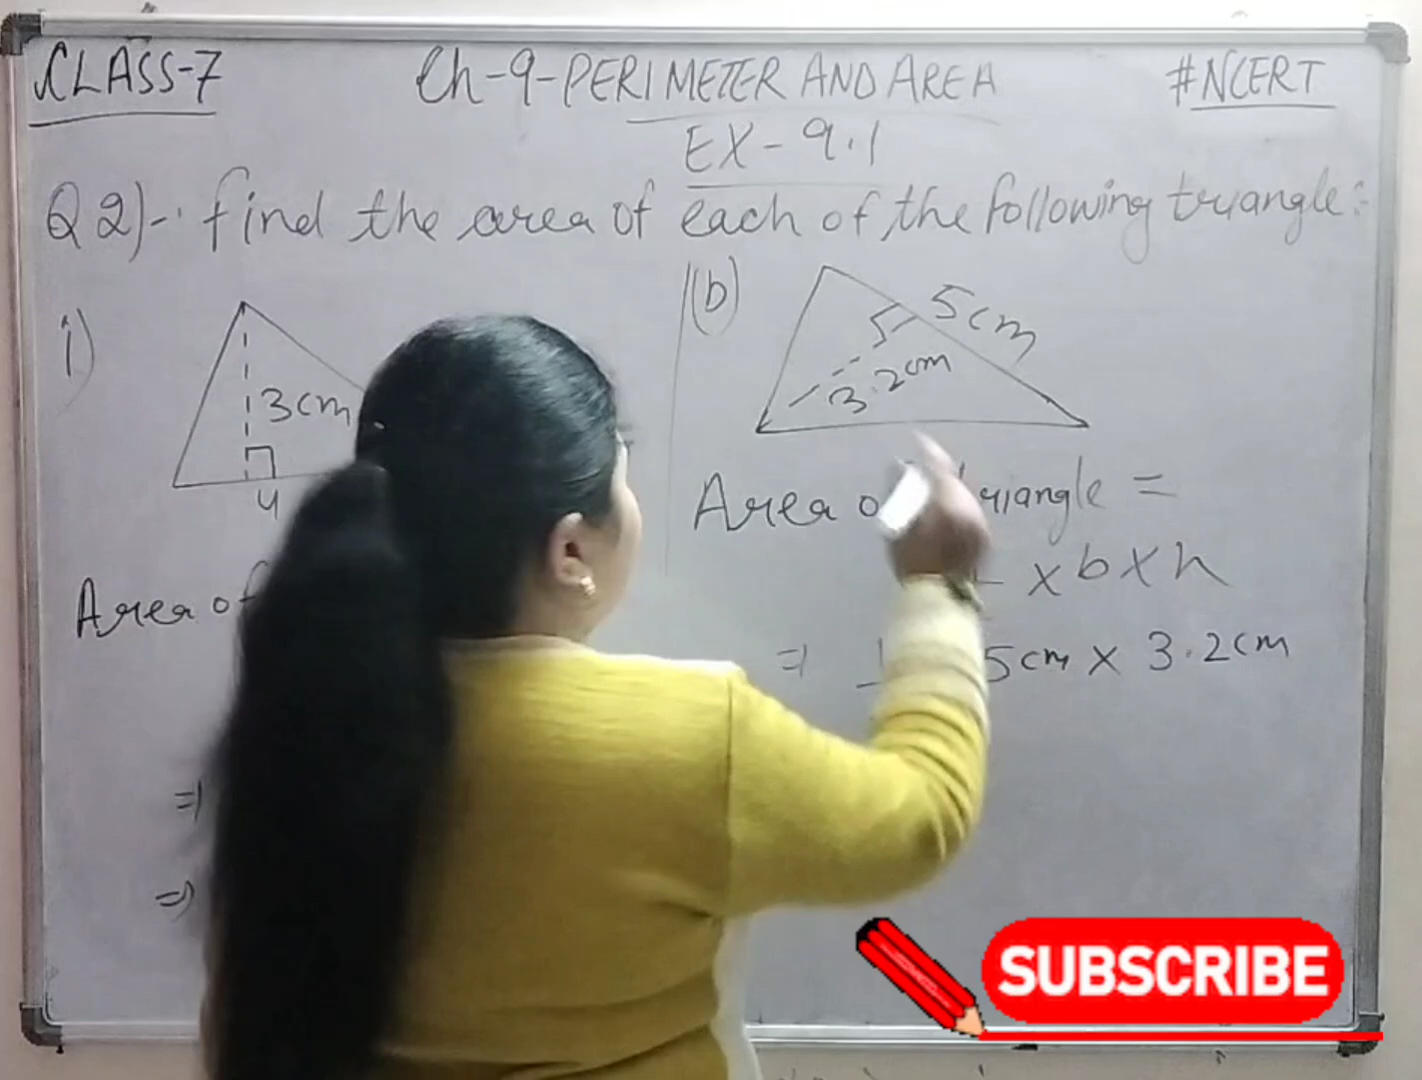 CLASS-7
Ch-9-PERIMETER AND AREA
#NCERT
EX-9.1
Q2)-. find the area of each of the following triangle:-
i)
3cm
4
Area of
⇒
⇒
(b)
5cm
3.2cm
Area triangle =
x b x h
⇒ 1 5cm x 3.2cm
SUBSCRIBE